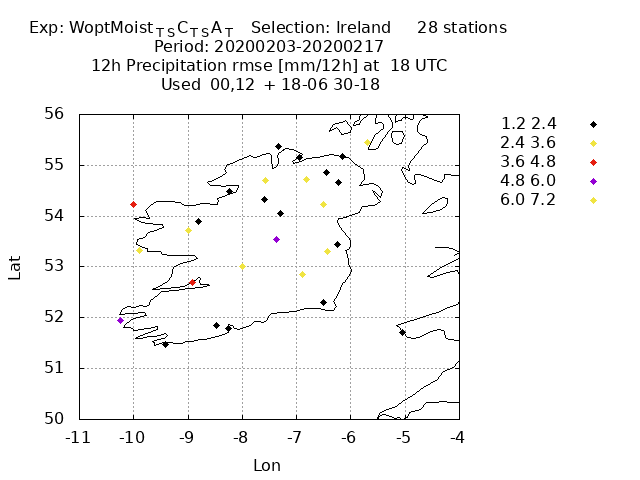 Exp: WoptMoist TS C TS A T Selection: Ireland 28 stations
Period: 20200203-20200217
12h Precipitation rmse [mm/12h] at 18 UTC
Used 00,12 + 18-06 30-18
1.2 2.4
2.4 3.6
3.6 4.8
4.8 6.0
6.0 7.2
56
55
54
53
52
51
50
Lat
-11 -10 -9 -8 -7 -6 -5 -4
Lon